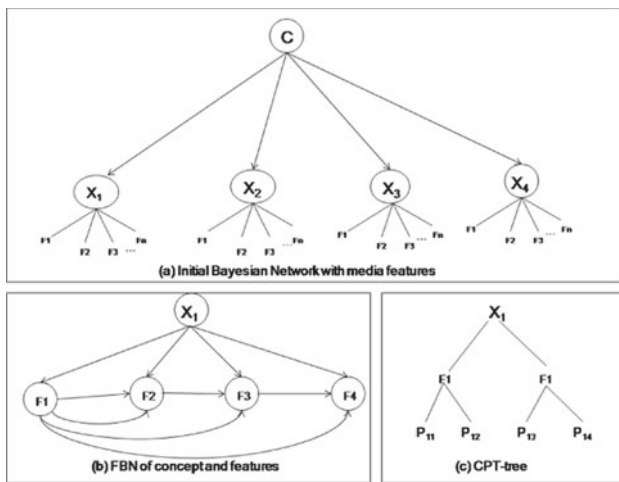 C
X1 X2 X3 X4
F1 F2 F3 ... Fn F1 F2 F3 ... Fn F1 F2 F3 ... Fn F1 F2 F3 ... Fn
(a) Initial Bayesian Network with media features
X1
F1 F2 F3 F4
(b) FBN of concept and features
X1
F1 F1
P11 P12 P13 P14
(c) CPT-tree